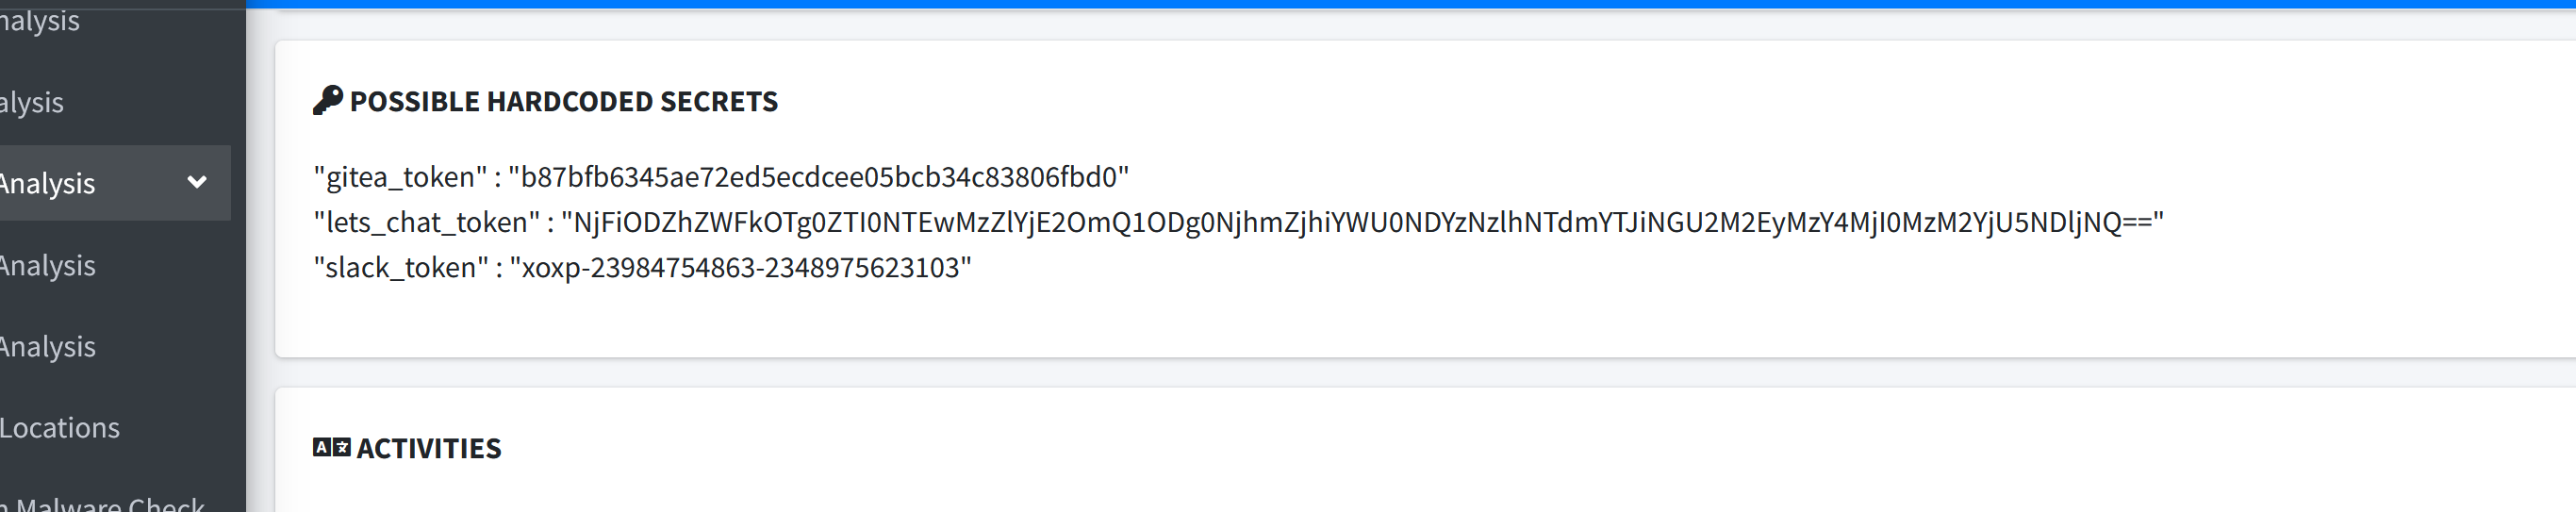 nalysis
alysis
Analysis
Analysis
Analysis
Locations
n Malware Check
POSSIBLE HARDCODED SECRETS
"gitea_token" : "b87bfb6345ae72ed5ecdcee05bcb34c83806fbd0"
"lets_chat_token" : "NjFiODZhZWFkOTg0ZTI0NTEwMzZlYjE2OmQ1ODg0NjhmZjhiYWU0NDYzNzlhNTdmYTJiNGU2M2EyMzY4MjI0MzM2YjU5NDljNQ=="
"slack_token" : "xoxp-23984754863-2348975623103"
ACTIVITIES